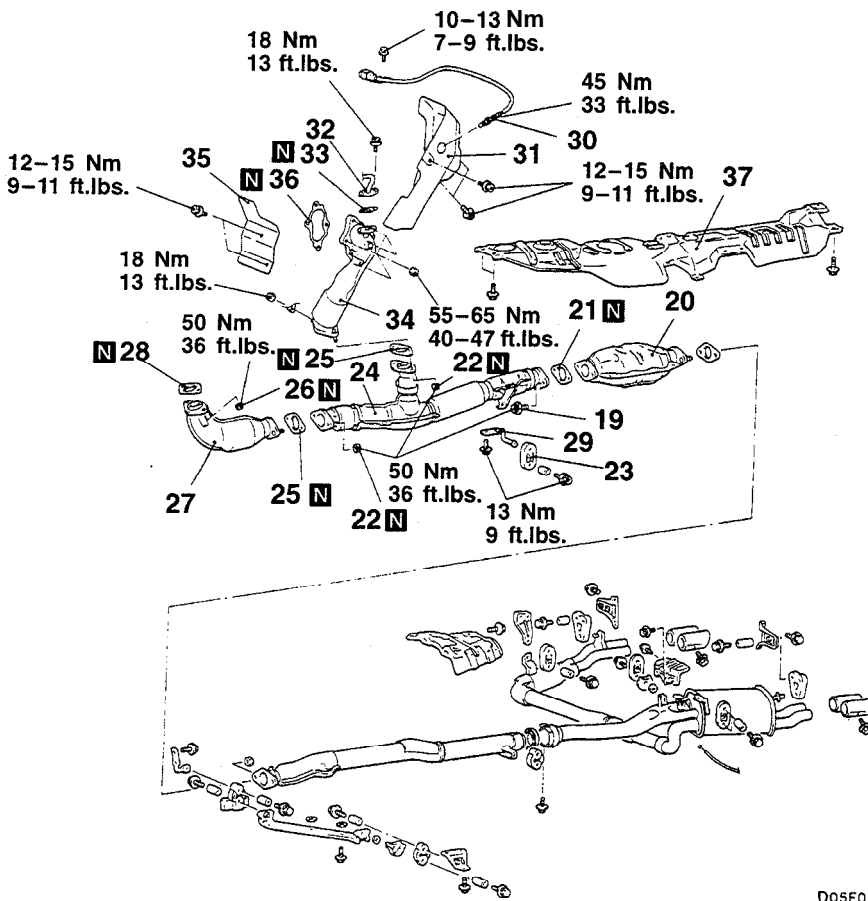 10–13 Nm
7–9 ft.lbs.
18 Nm
13 ft.lbs.
45 Nm
33 ft.lbs.
32
30
N 33
31
35
12–15 Nm
9–11 ft.lbs.
N 36
12–15 Nm
9–11 ft.lbs.
37
18 Nm
13 ft.lbs.
34
55–65 Nm
40–47 ft.lbs.
21 N
20
50 Nm
36 ft.lbs.
N 25
22 N
N 28
26 N
24
19
29
23
27
25 N
22 N
50 Nm
36 ft.lbs.
13 Nm
9 ft.lbs.
D05F0